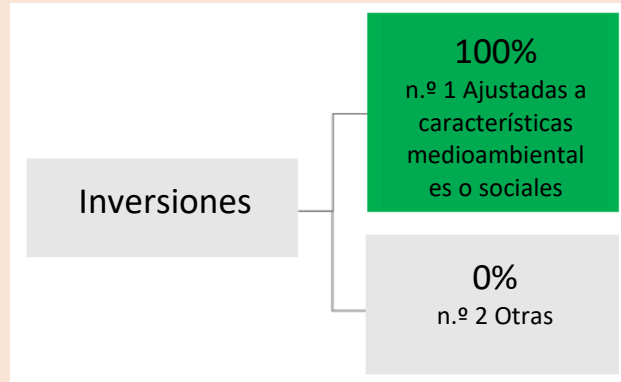 100%
n.º 1 Ajustadas a
características
medioambiental
es o sociales
Inversiones
0%
n.º 2 Otras